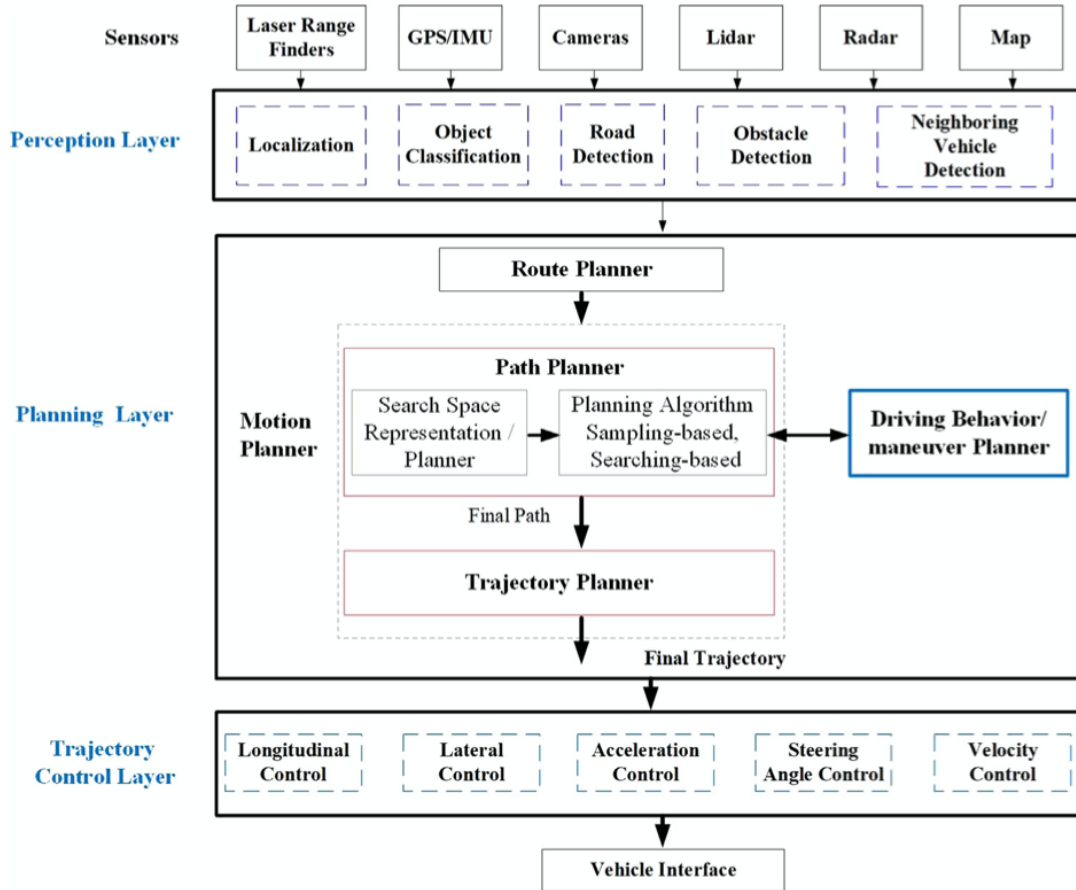 Sensors
Laser Range
Finders
GPS/IMU
Cameras
Lidar
Radar
Map
Perception Layer
Localization
Object
Classification
Road
Detection
Obstacle
Detection
Neighboring
Vehicle
Detection
Planning Layer
Route Planner
Motion
Planner
Path Planner
Search Space
Representation /
Planner
Planning Algorithm
Sampling-based,
Searching-based
Driving Behavior/
maneuver Planner
Final Path
Trajectory Planner
Final Trajectory
Trajectory
Control Layer
Longitudinal
Control
Lateral
Control
Acceleration
Control
Steering
Angle Control
Velocity
Control
Vehicle Interface